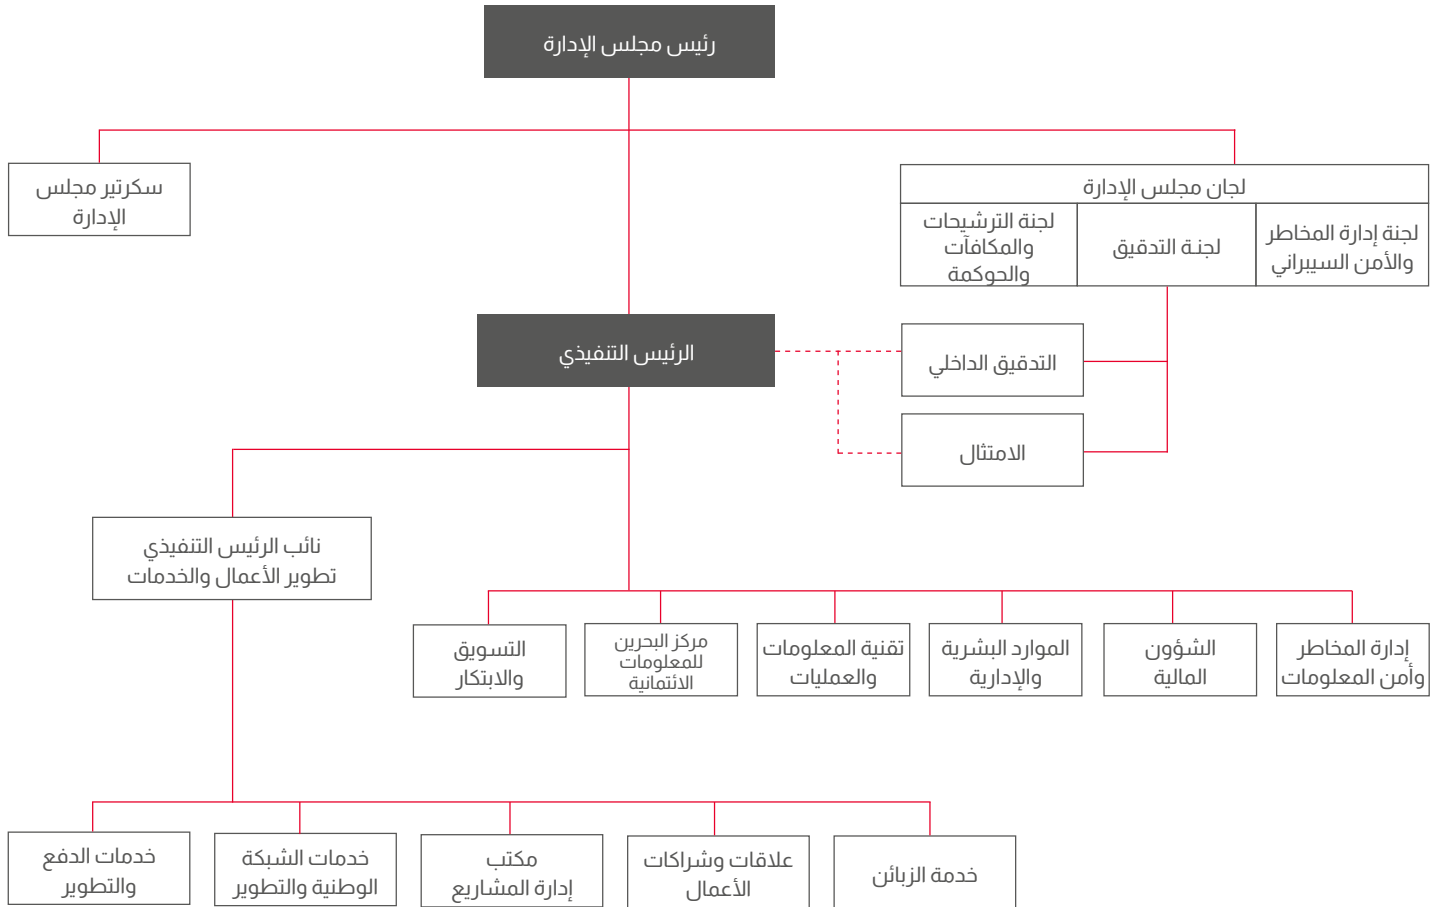 رئيس مجلس الإدارة
سكرتير مجلس
الإدارة
لجان مجلس الإدارة
لجنة إدارة المخاطر
والأمن السيبراني
لجنة التدقيق
لجنة الترشيحات
والمكافآت
والحوكمة
الرئيس التنفيذي
التدقيق الداخلي
الامتثال
نائب الرئيس التنفيذي
تطوير الأعمال والخدمات
إدارة المخاطر
وأمن المعلومات
الشؤون
المالية
الموارد البشرية
والإدارية
تقنية المعلومات
والعمليات
مركز البحرين
للمعلومات
الائتمانية
التسويق
والابتكار
خدمة الزبائن
علاقات وشراكات
الأعمال
مكتب
إدارة المشاريع
خدمات الشبكة
الوطنية والتطوير
خدمات الدفع
والتطوير